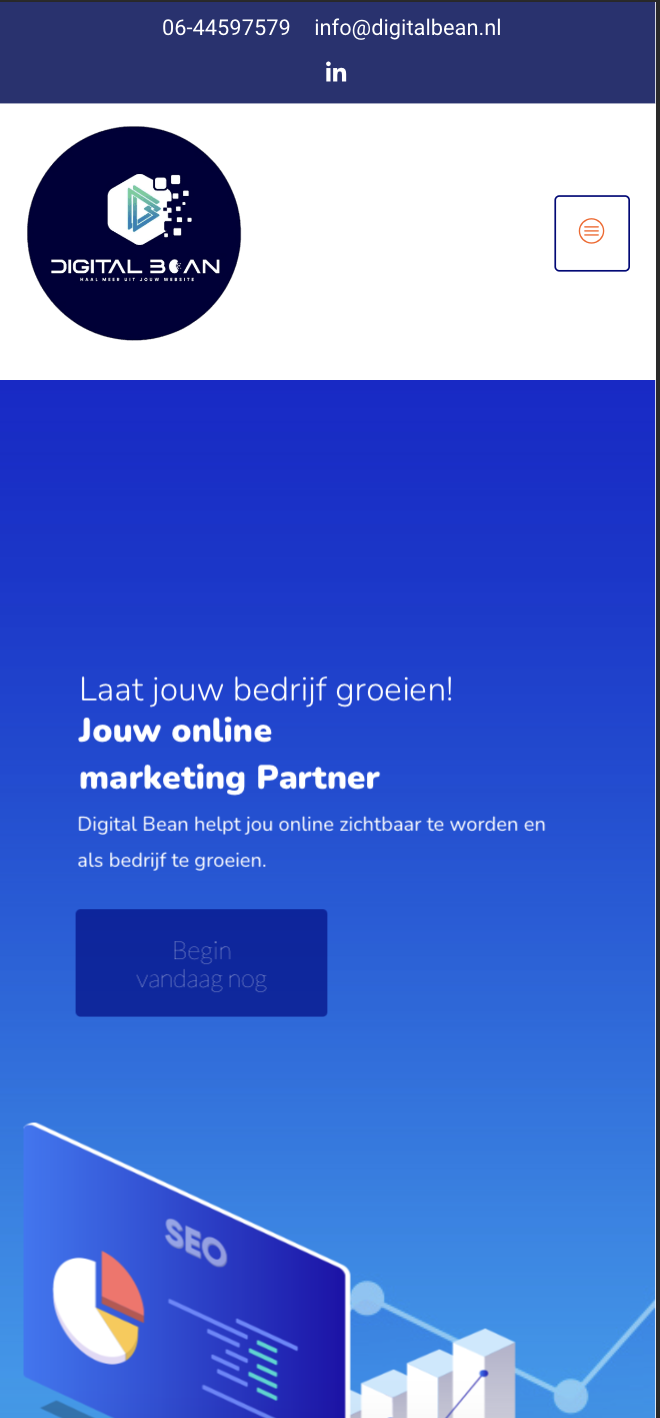 06-44597579 info@digitalbean.nl
in
DIGITAL BEAN
HAAL MEER UIT JOUW WEBSITE
Laat jouw bedrijf groeien!
Jouw online
marketing Partner
Digital Bean helpt jou online zichtbaar te worden en
als bedrijf te groeien.
Begin
vandaag nog
SEO